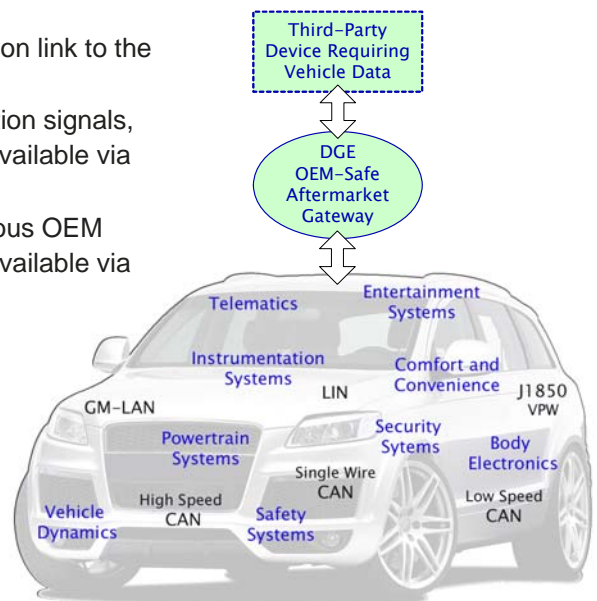 on link to the
tion signals,
vailable via
ous OEM
vailable via
Third-Party
Device Requiring
Vehicle Data
DGE
OEM-Safe
Aftermarket
Gateway
Telematics
Entertainment
Systems
Instrumentation
Systems
LIN
Comfort and
Convenience
J1850
VPW
GM-LAN
Powertrain
Systems
Security
Sytems
Body
Electronics
Single Wire
CAN
High Speed
CAN
Low Speed
CAN
Vehicle
Dynamics
Safety
Systems